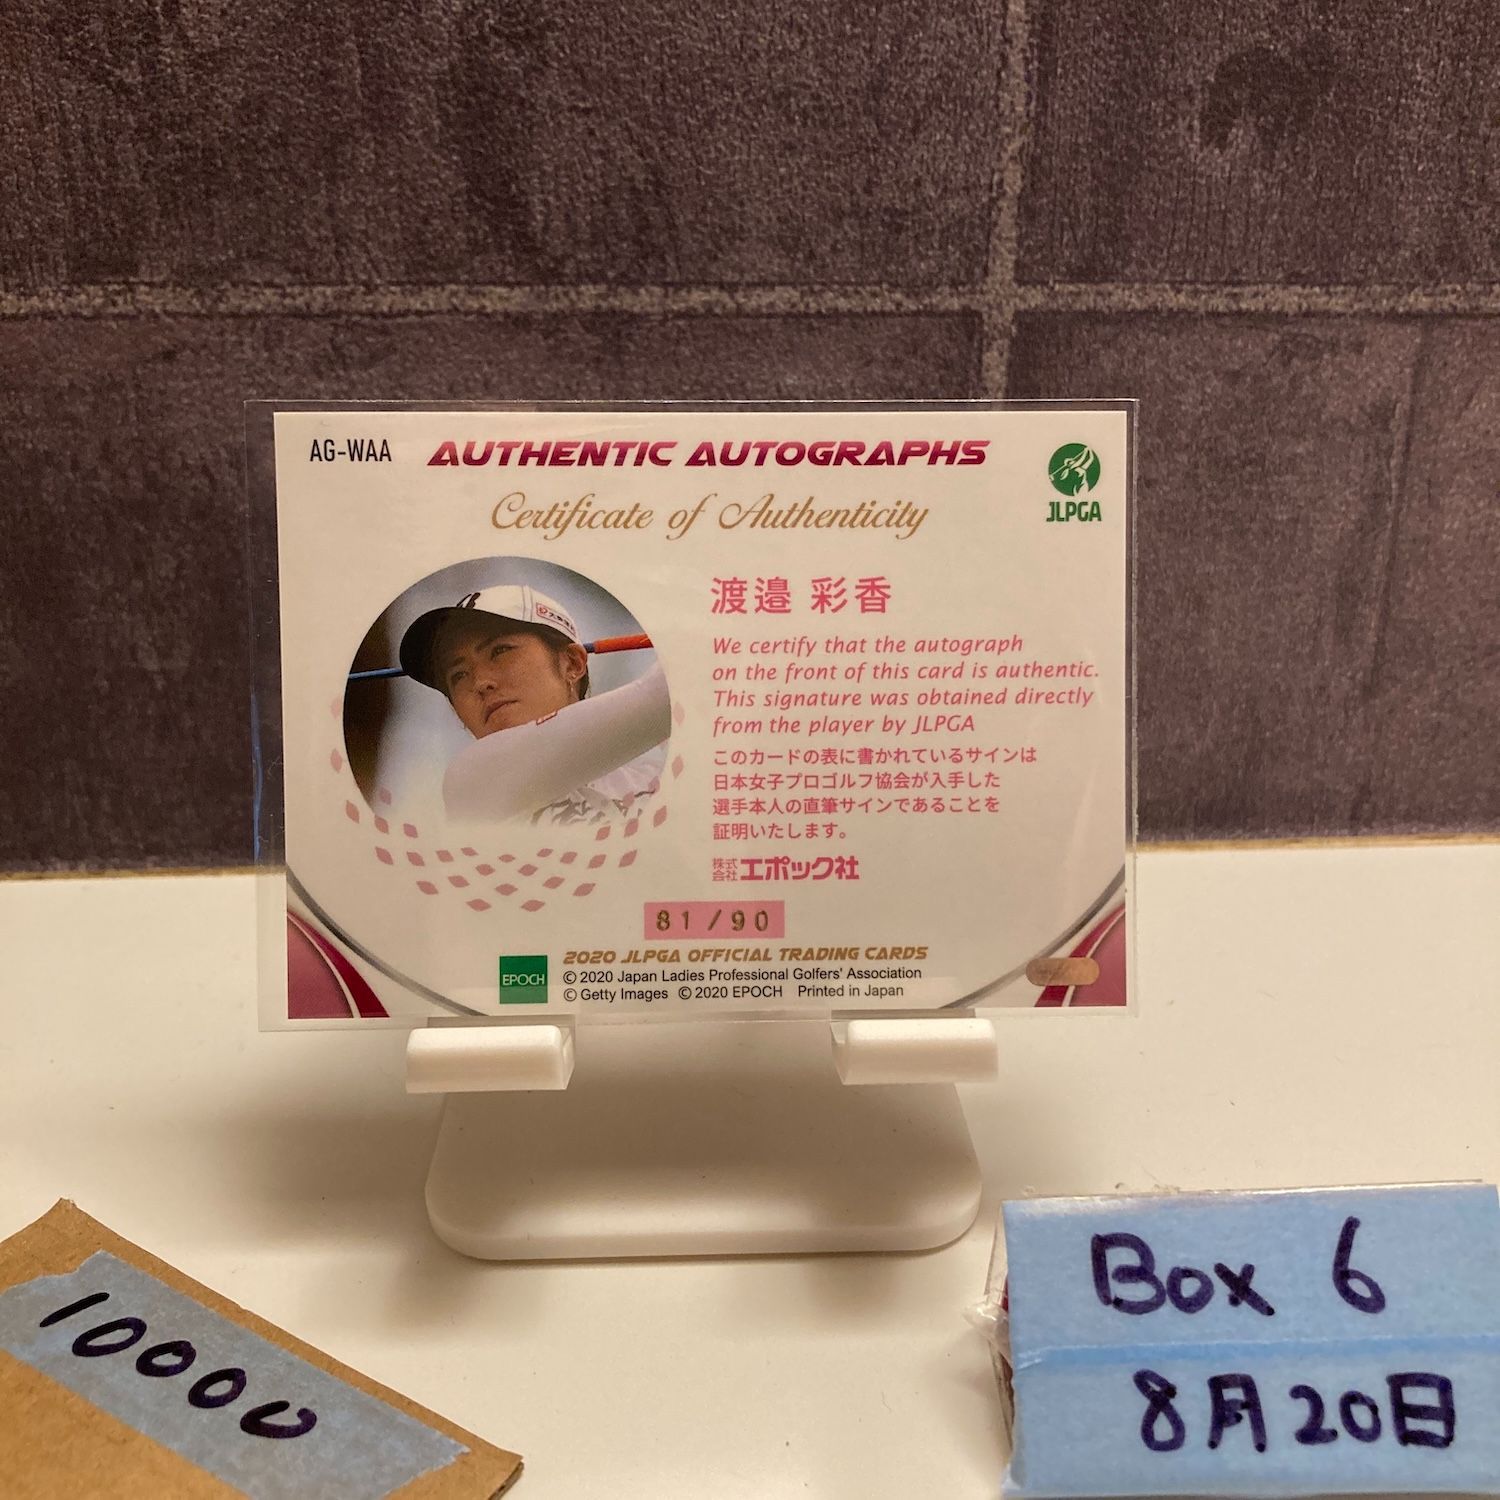 AG-WAA
AUTHENTIC AUTOGRAPHS
JLPGA
Certificate of Authenticity
渡邉 彩香
We certify that the autograph
on the front of this card is authentic.
This signature was obtained directly
from the player by JLPGA
このカードの表に書かれているサインは
日本女子プロゴルフ協会が入手した
選手本人の直筆サインであることを
証明いたします。
株式会社 エポック社
81/90
EPOCH
2020 JLPGA OFFICIAL TRADING CARDS
© 2020 Japan Ladies Professional Golfers' Association
© Getty Images © 2020 EPOCH Printed in Japan
10000
Box 6
8月20日